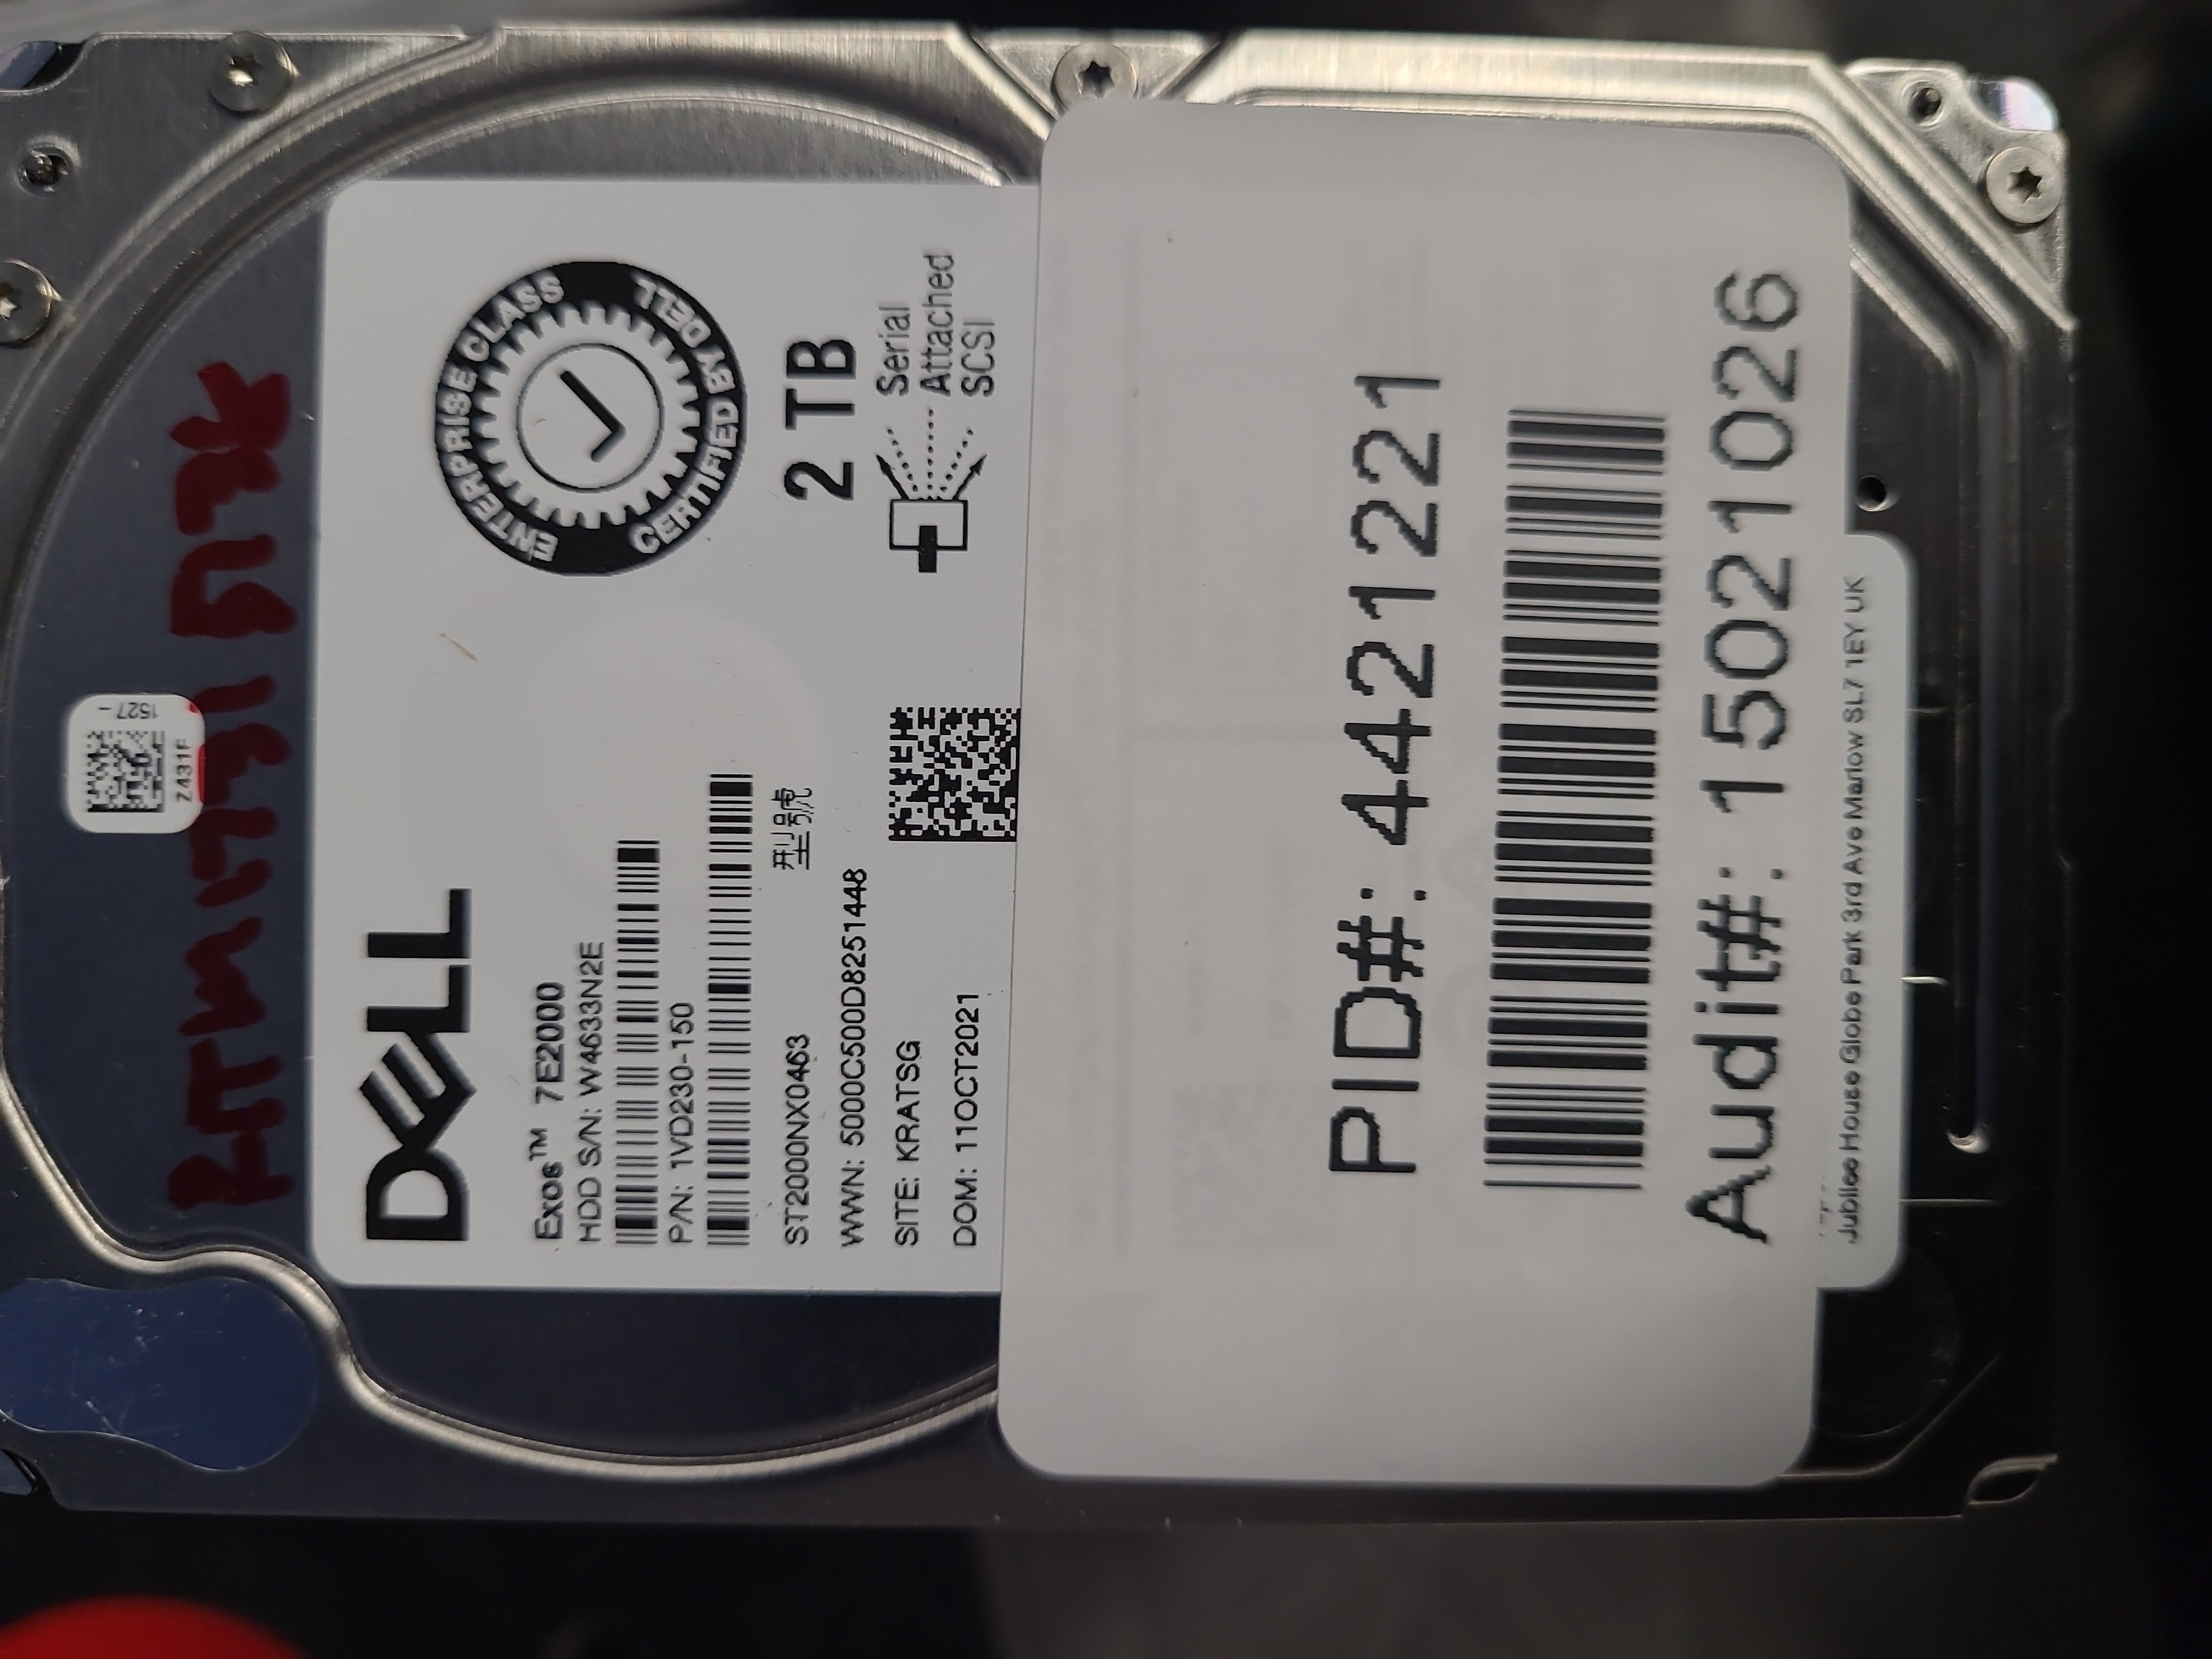 1527-
Z431F
DELL
Exos™ 7E2000
HDD S/N: W4633N2E
P/N: 1VD230-150
ST2000NX0463 型號
WWN: 5000C500D8251448
SITE: KRATSG
DOM: 11OCT2021
ENTERPRISE CLASS
CERTIFIED BY DELL
2 TB
Serial
Attached
SCSI
PID#: 4421221
Audit#: 15021026
Jubilee House Globe Park 3rd Ave Marlow SL7 1EY UK